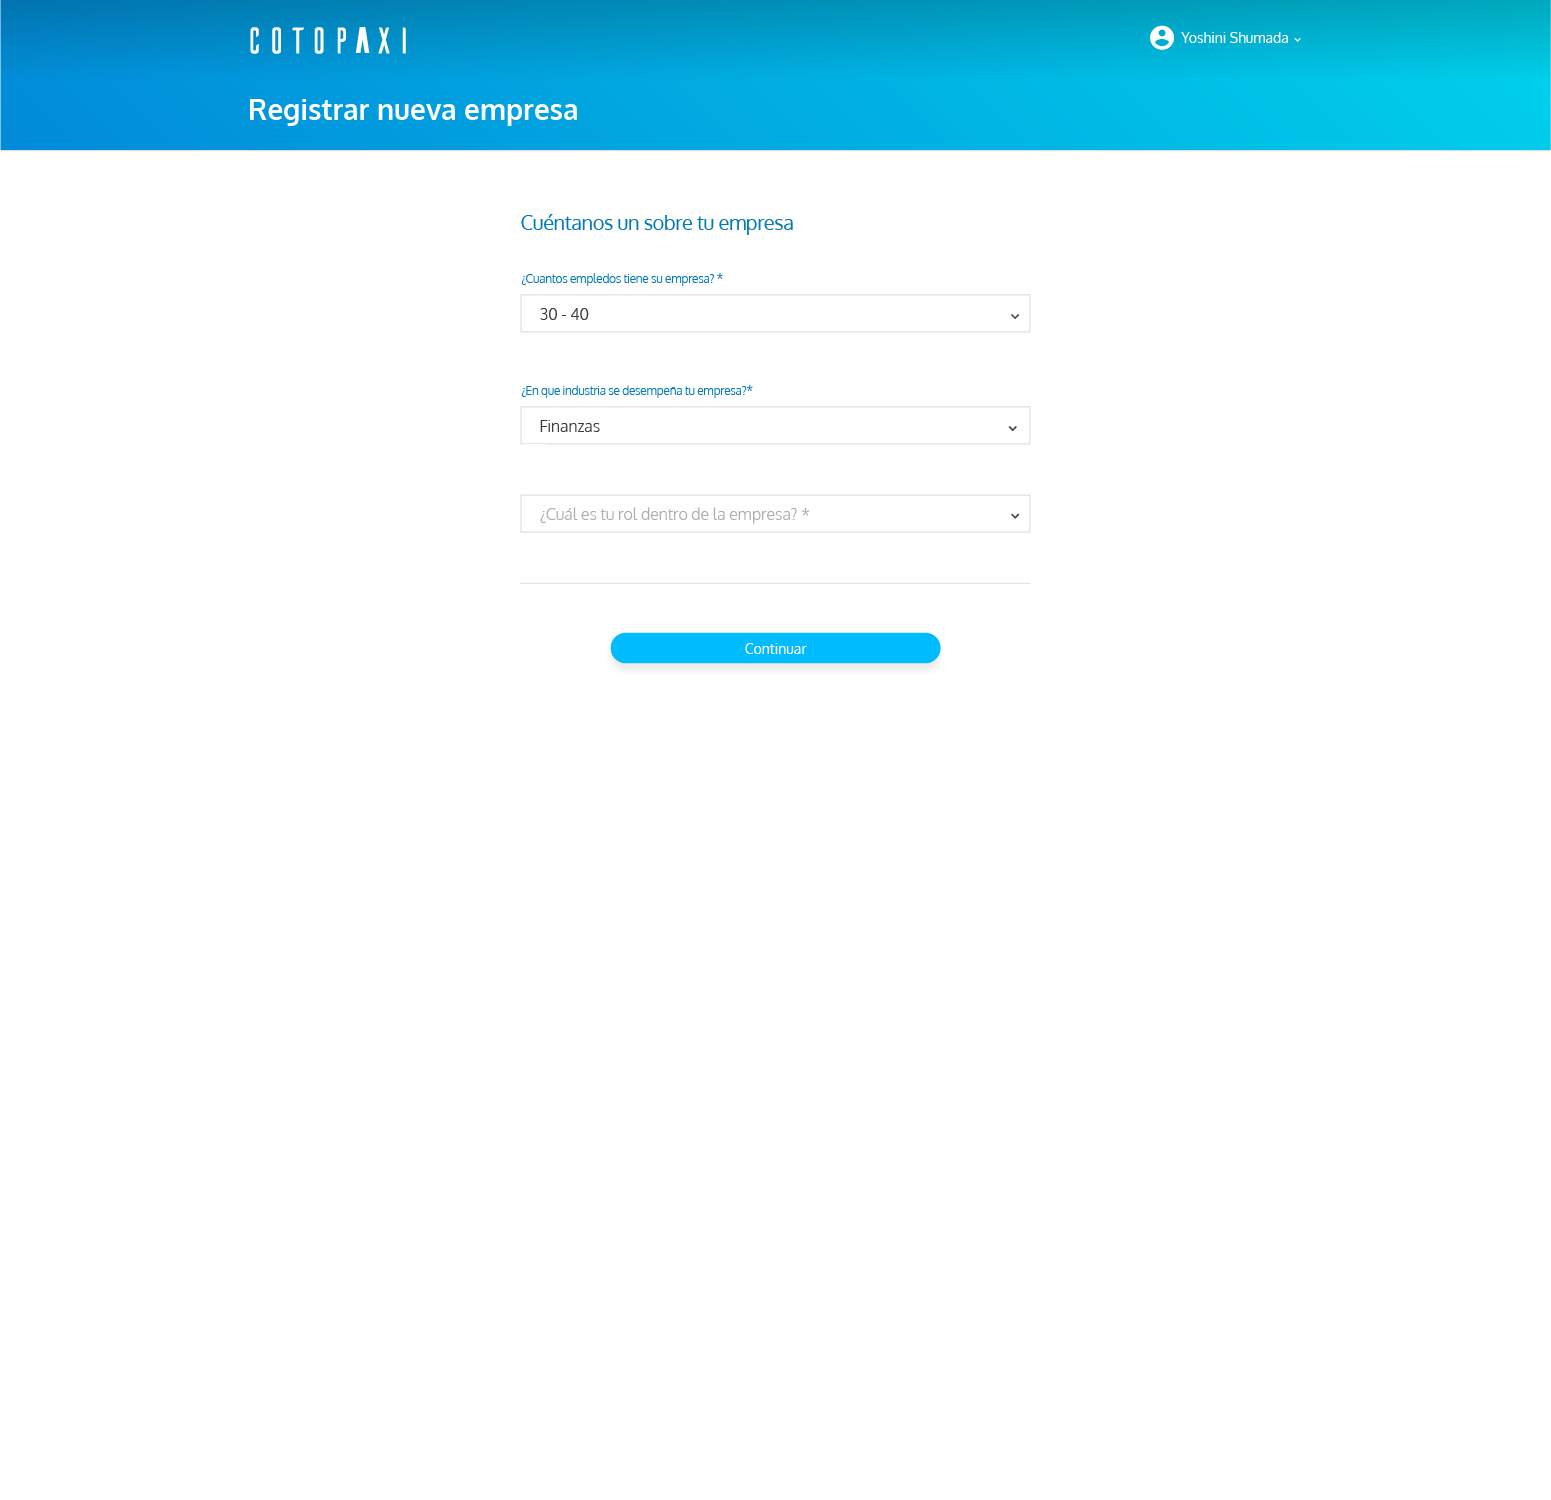 COTOPAXI
Yoshini Shumada
Registrar nueva empresa
Cuéntanos un sobre tu empresa
¿Cuantos empledos tiene su empresa? *
30 - 40
¿En que industria se desempeña tu empresa?*
Finanzas
¿Cuál es tu rol dentro de la empresa? *
Continuar